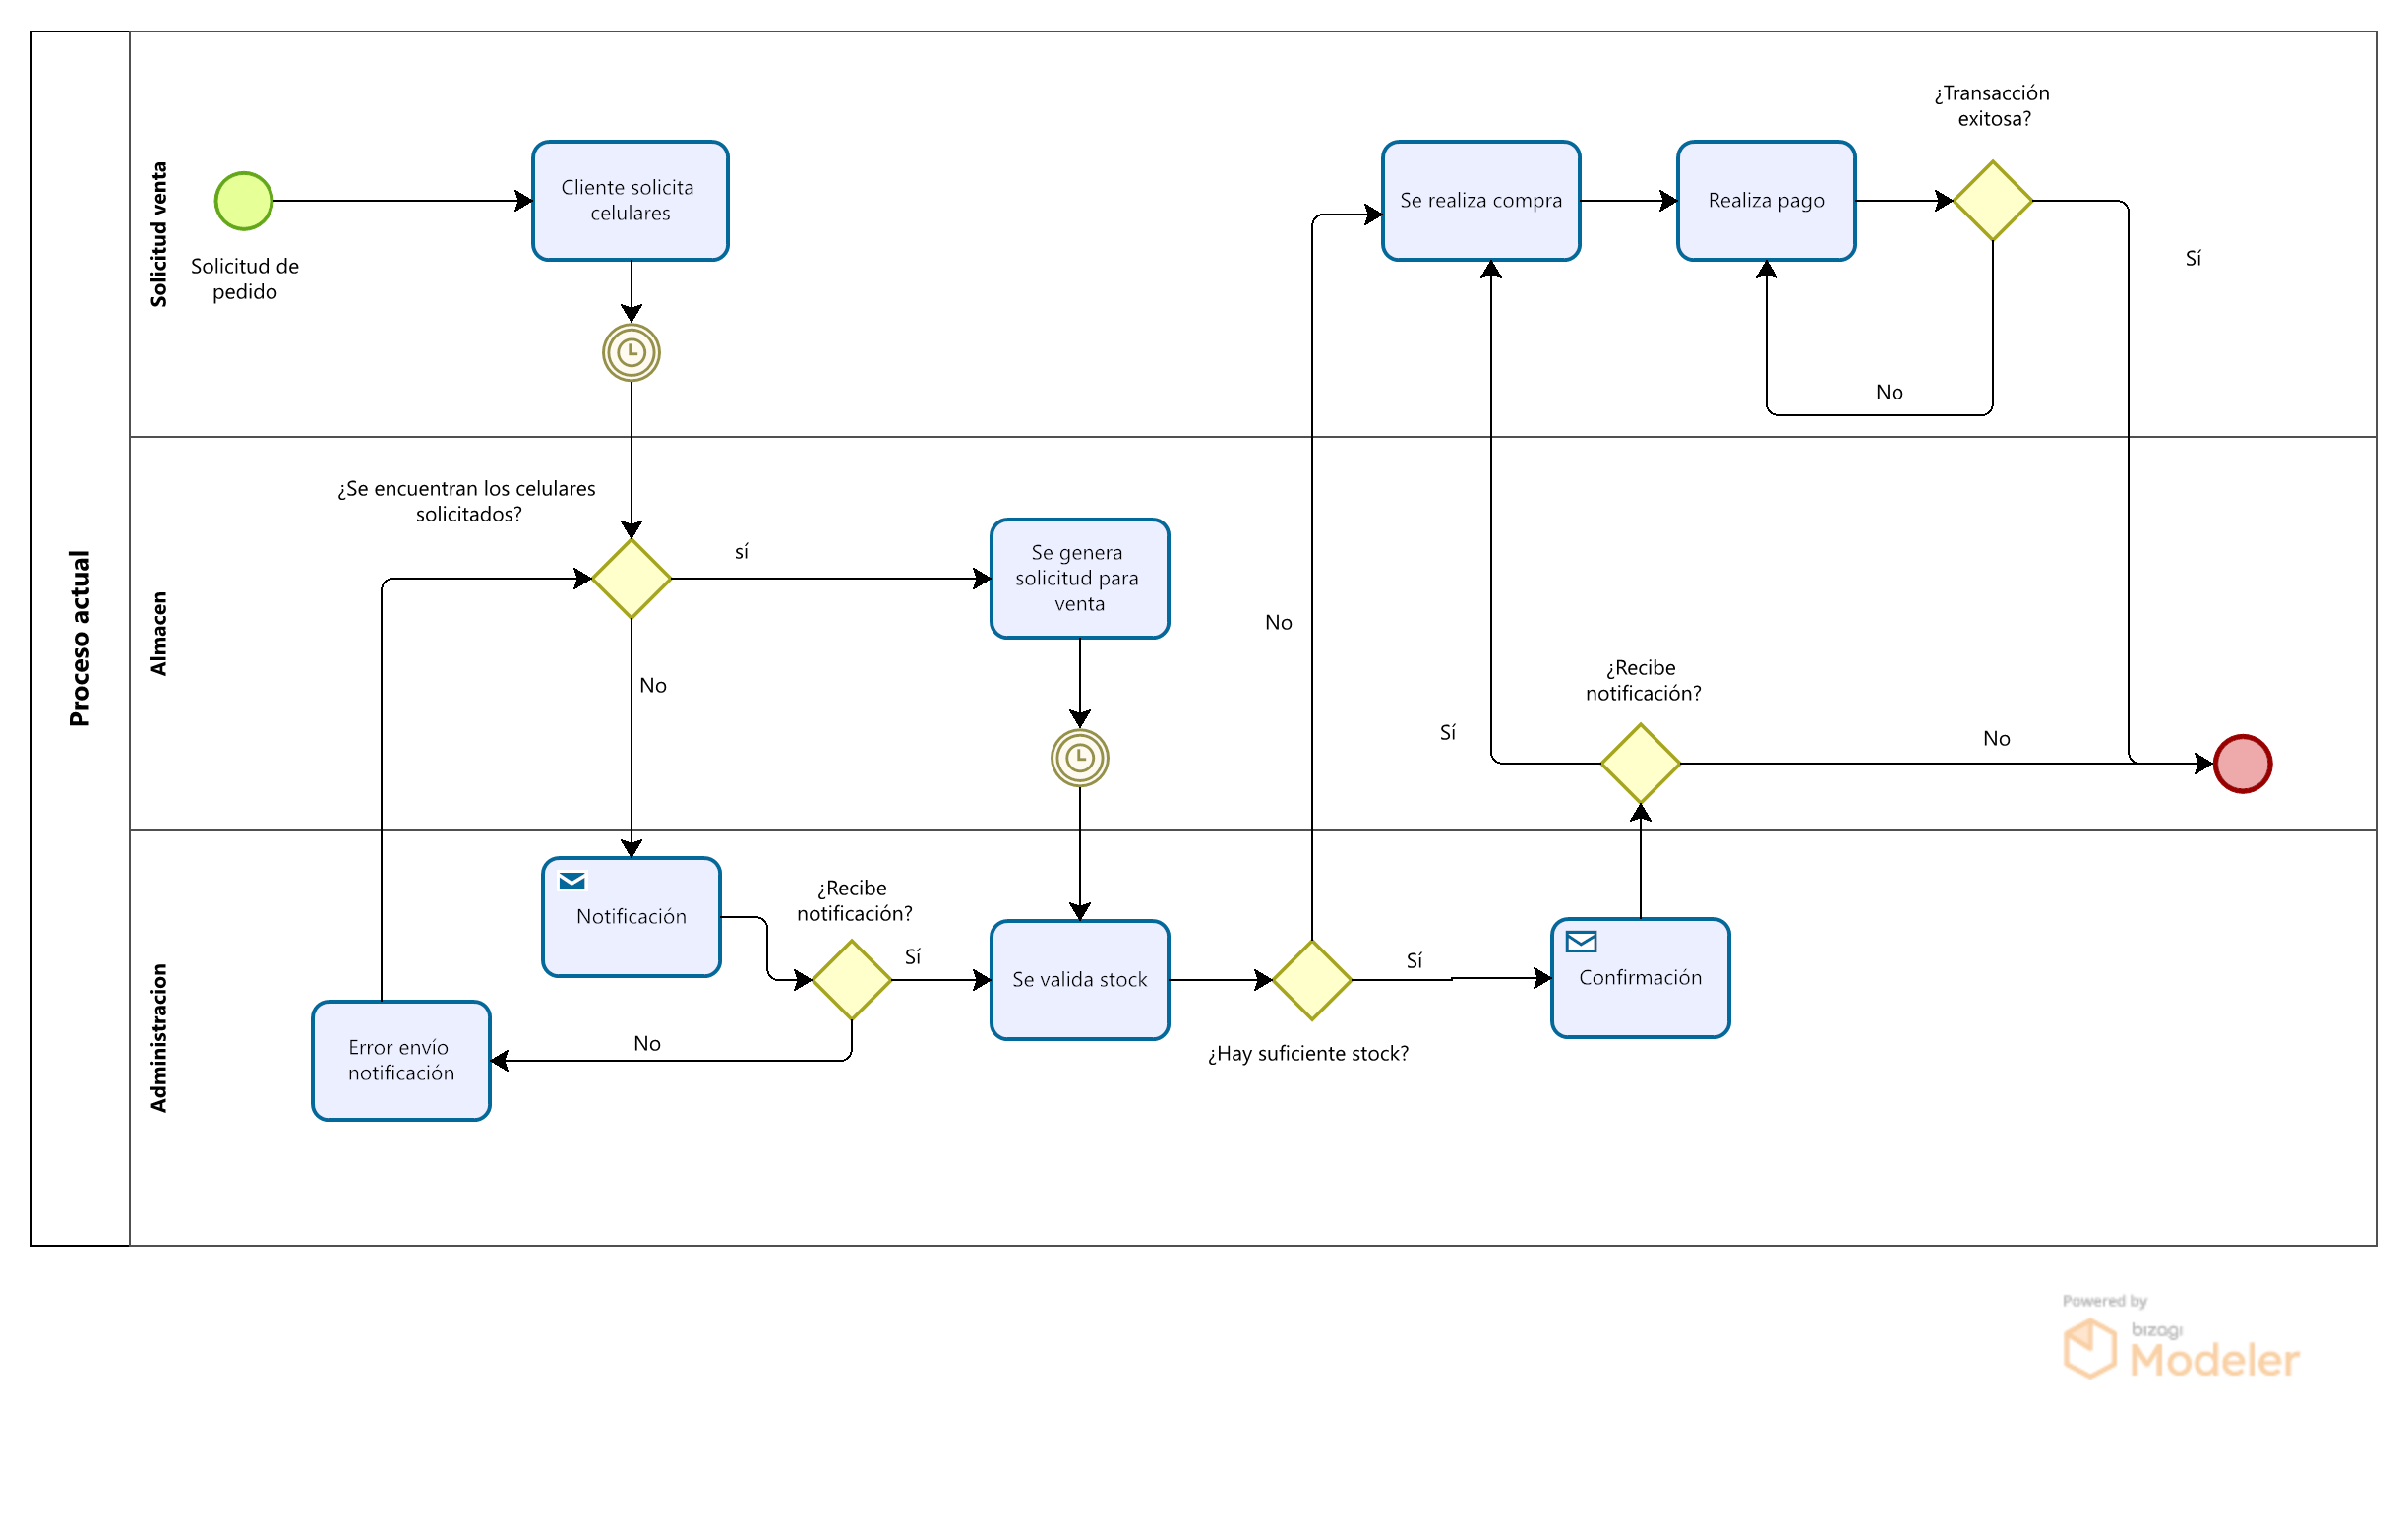 Proceso actual
Solicitud venta
Solicitud de
pedido
Cliente solicita
celulares
Se realiza compra
Realiza pago
¿Transacción
exitosa?
Sí
No
Almacen
¿Se encuentran los celulares
solicitados?
sí
No
Se genera
solicitud para
venta
No
Sí
¿Recibe
notificación?
No
Administracion
Notificación
¿Recibe
notificación?
Sí
No
Error envío
notificación
Se valida stock
¿Hay suficiente stock?
Sí
Confirmación
Powered by
bizagi
Modeler